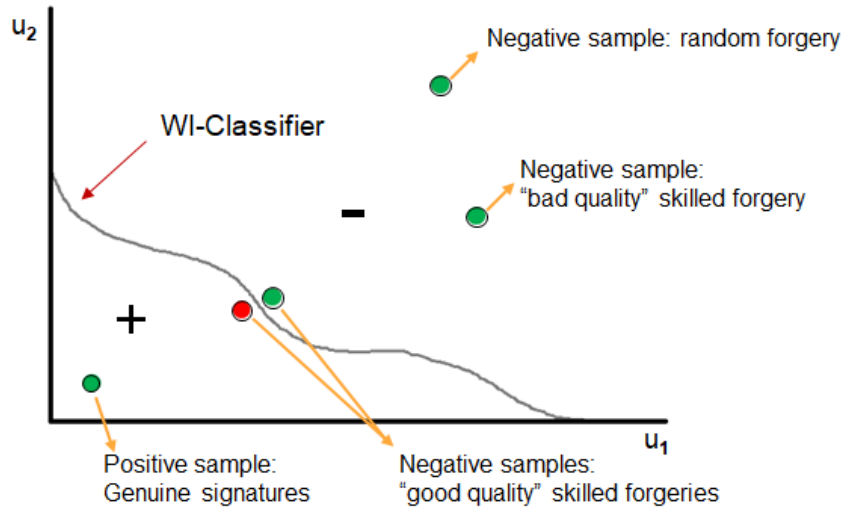 u2
Negative sample: random forgery
WI-Classifier
Negative sample:
“bad quality” skilled forgery
-
+
u1
Positive sample:
Genuine signatures
Negative samples:
“good quality” skilled forgeries